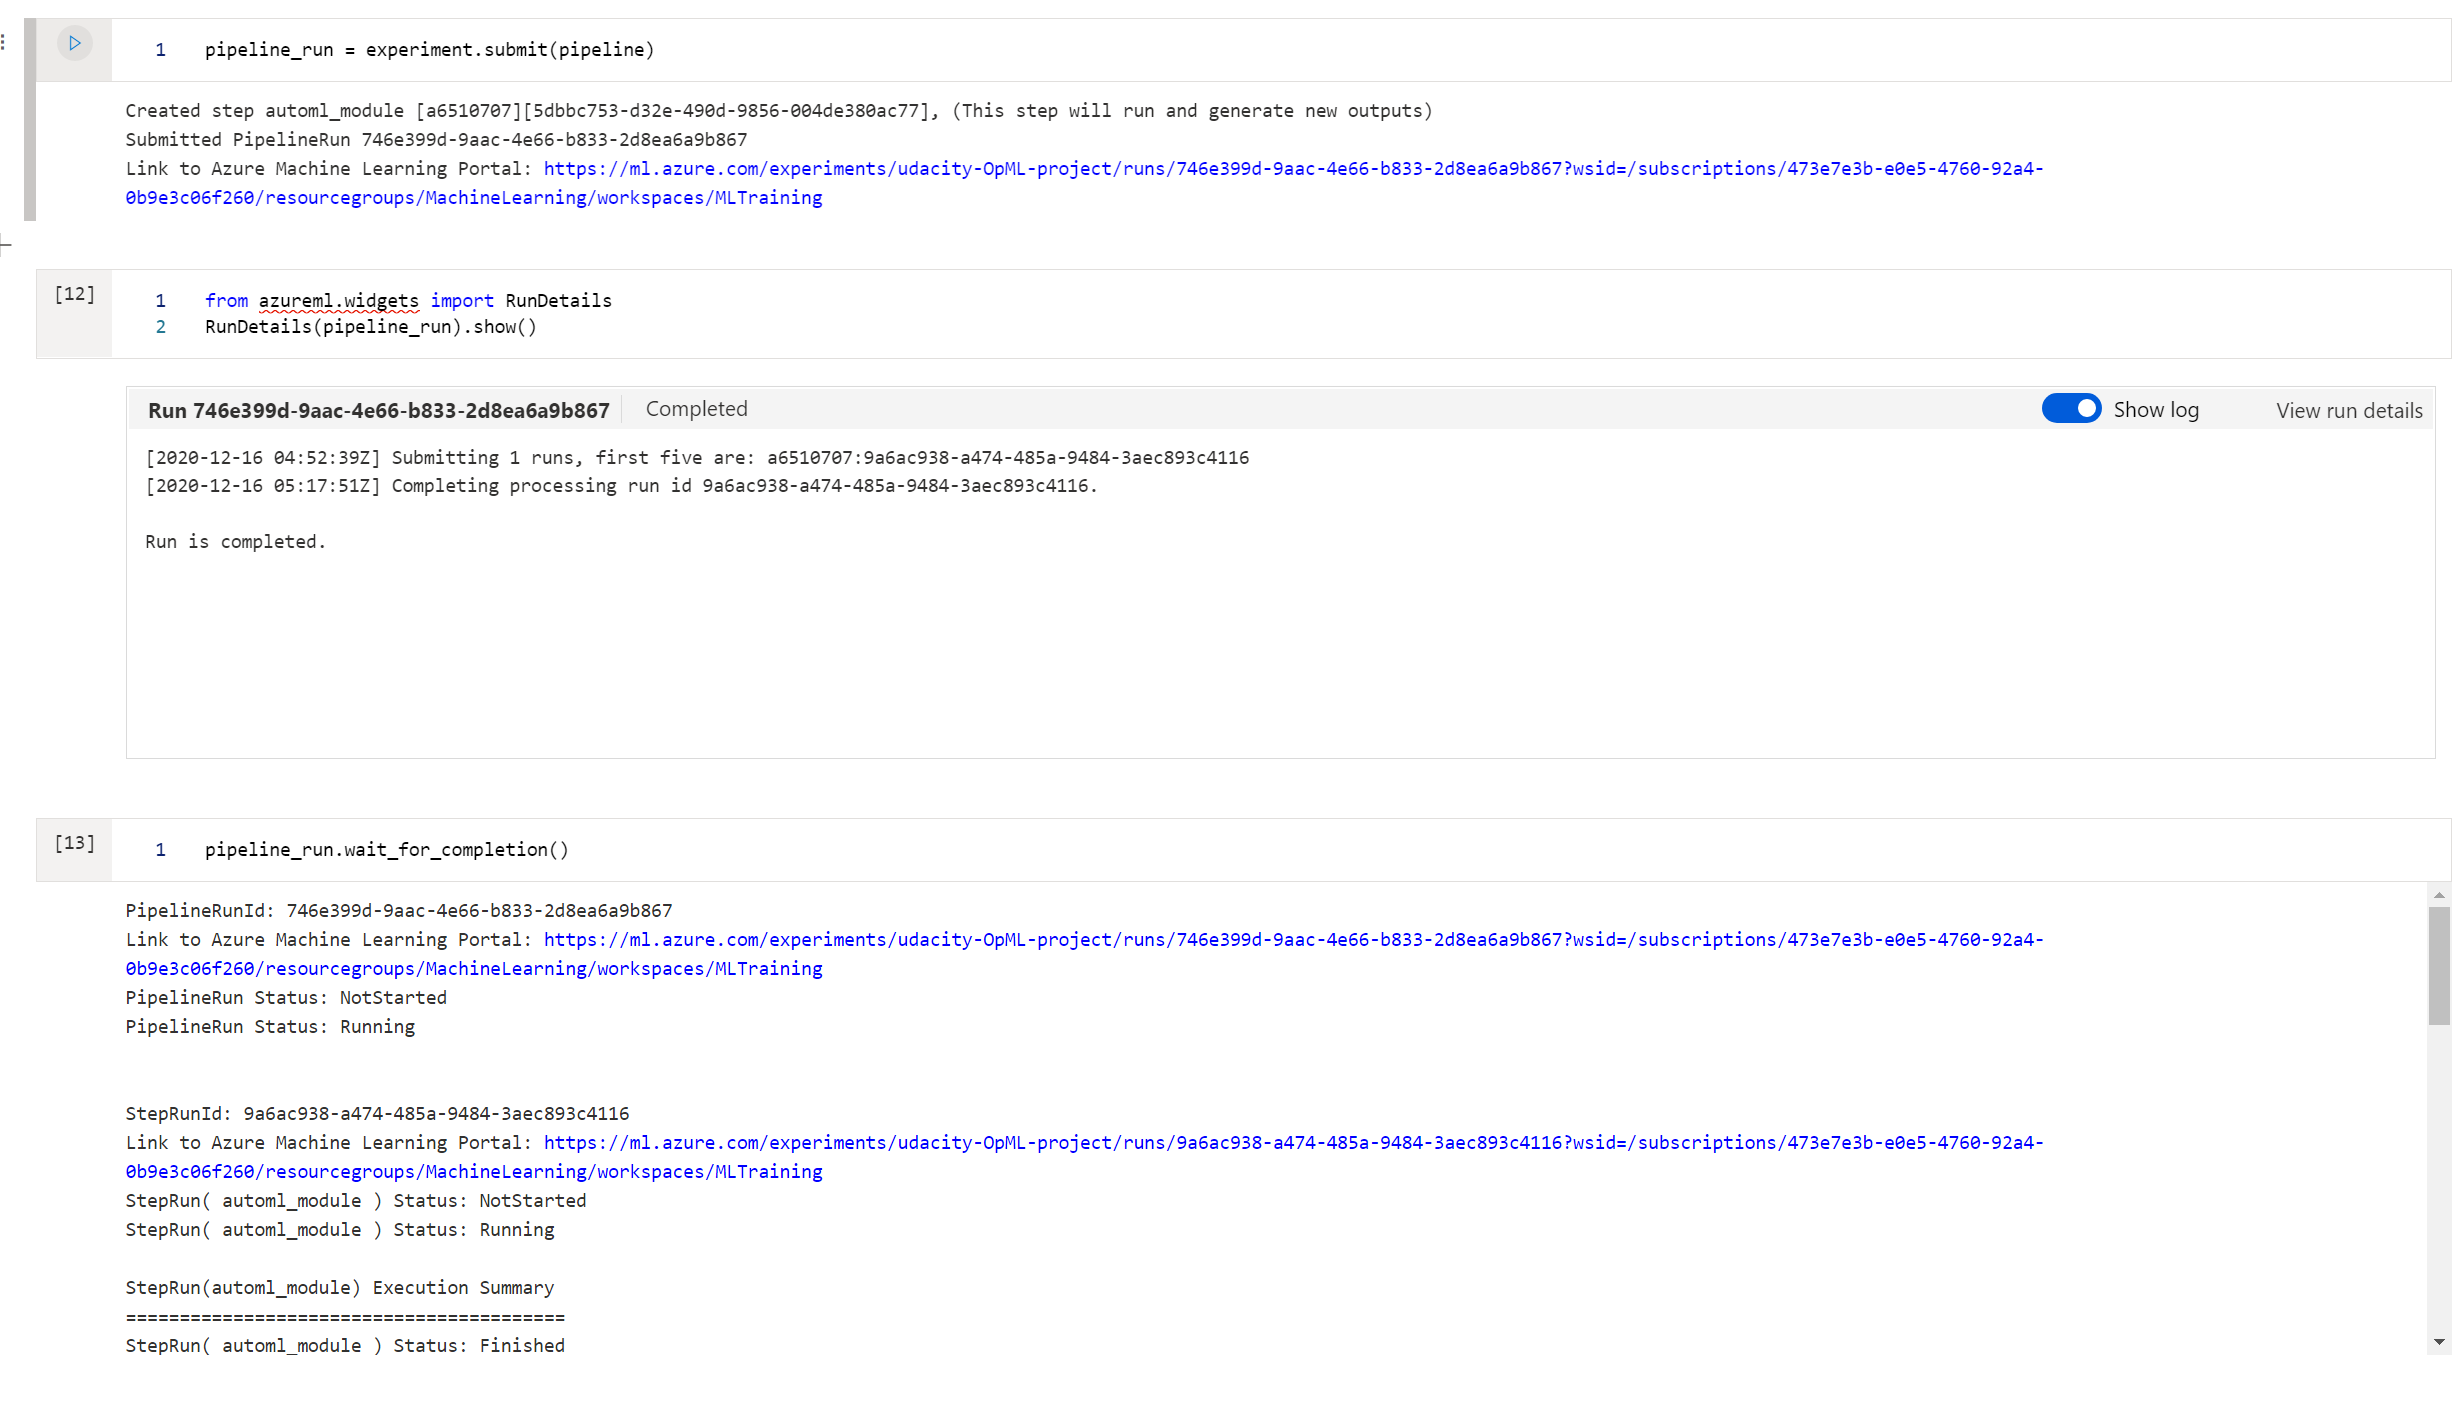 1 pipeline_run = experiment.submit(pipeline)
Created step automl_module [a6510707][5dbbc753-d32e-490d-9856-004de380ac77], (This step will run and generate new outputs)
Submitted PipelineRun 746e399d-9aac-4e66-b833-2d8ea6a9b867
Link to Azure Machine Learning Portal: https://ml.azure.com/experiments/udacity-OpML-project/runs/746e399d-9aac-4e66-b833-2d8ea6a9b867?wsid=/subscriptions/473e7e3b-e0e5-4760-92a4-
0b9e3c06f260/resourcegroups/MachineLearning/workspaces/MLTraining
[12] 1 from azureml.widgets import RunDetails
2 RunDetails(pipeline_run).show()
Run 746e399d-9aac-4e66-b833-2d8ea6a9b867 Completed Show log View run details
[2020-12-16 04:52:39Z] Submitting 1 runs, first five are: a6510707:9a6ac938-a474-485a-9484-3aec893c4116
[2020-12-16 05:17:51Z] Completing processing run id 9a6ac938-a474-485a-9484-3aec893c4116.
Run is completed.
[13] 1 pipeline_run.wait_for_completion()
PipelineRunId: 746e399d-9aac-4e66-b833-2d8ea6a9b867
Link to Azure Machine Learning Portal: https://ml.azure.com/experiments/udacity-OpML-project/runs/746e399d-9aac-4e66-b833-2d8ea6a9b867?wsid=/subscriptions/473e7e3b-e0e5-4760-92a4-
0b9e3c06f260/resourcegroups/MachineLearning/workspaces/MLTraining
PipelineRun Status: NotStarted
PipelineRun Status: Running
StepRunId: 9a6ac938-a474-485a-9484-3aec893c4116
Link to Azure Machine Learning Portal: https://ml.azure.com/experiments/udacity-OpML-project/runs/9a6ac938-a474-485a-9484-3aec893c4116?wsid=/subscriptions/473e7e3b-e0e5-4760-92a4-
0b9e3c06f260/resourcegroups/MachineLearning/workspaces/MLTraining
StepRun( automl_module ) Status: NotStarted
StepRun( automl_module ) Status: Running
StepRun(automl_module) Execution Summary
=========================================
StepRun( automl_module ) Status: Finished